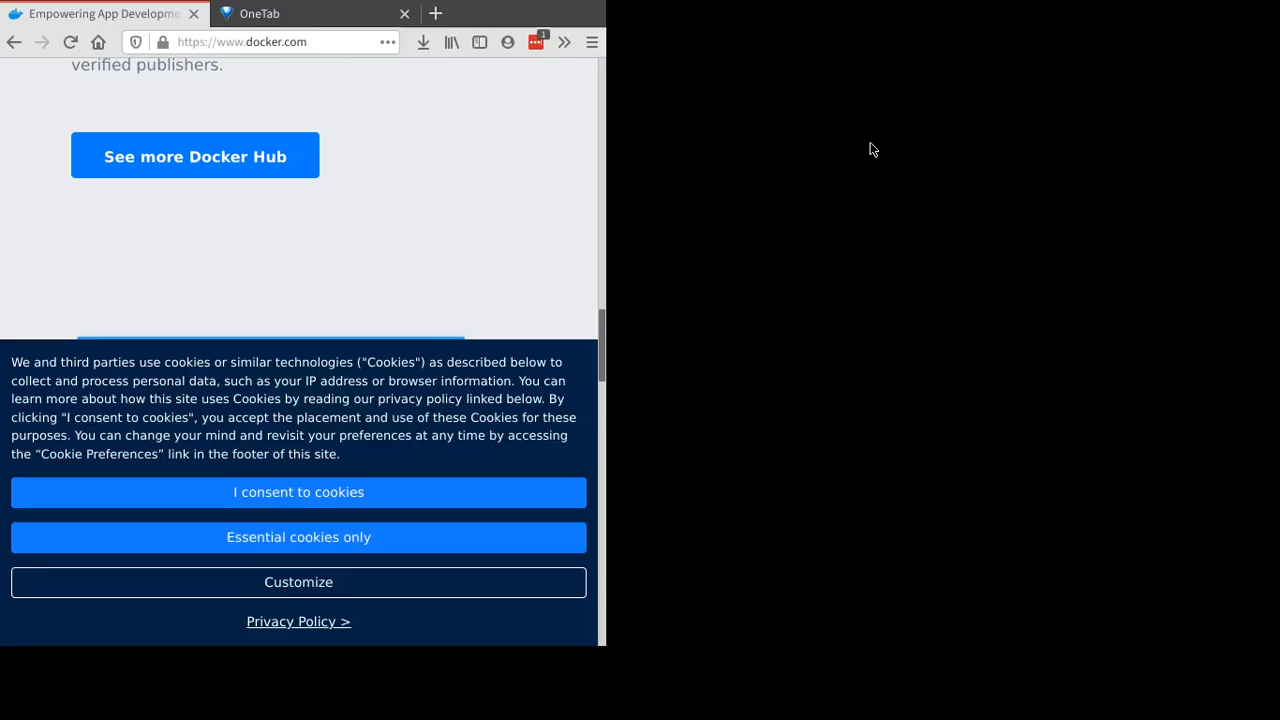 Empowering App Developme
OneTab
https://www.docker.com
1
verified publishers.
See more Docker Hub
We and third parties use cookies or similar technologies ("Cookies") as described below to
collect and process personal data, such as your IP address or browser information. You can
learn more about how this site uses Cookies by reading our privacy policy linked below. By
clicking "I consent to cookies", you accept the placement and use of these Cookies for these
purposes. You can change your mind and revisit your preferences at any time by accessing
the “Cookie Preferences” link in the footer of this site.
I consent to cookies
Essential cookies only
Customize
Privacy Policy >